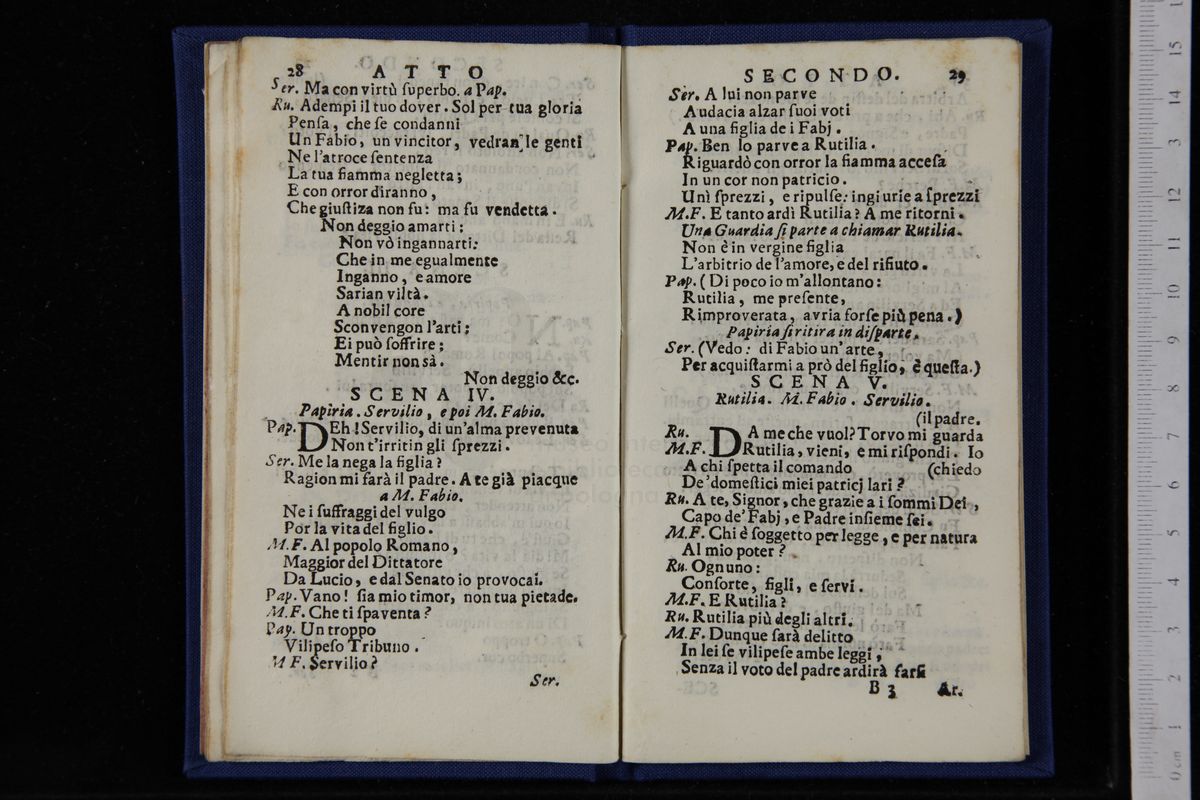 28 ATTO
Ser. Ma con virtù ſuperbo. a Pap.
Ru. Adempi il tuo dover. Sol per tua gloria
Penſa, che ſe condanni
Un Fabio, un vincitor, vedran le genti
Ne l'atroce ſentenza
La tua fiamma negletta;
E con orror diranno,
Che giuſtiza non fu: ma fu vendetta.
Non deggio amarti:
Non vò ingannarti:
Che in me egualmente
Inganno, e amore
Sarian viltà.
A nobil core
Sconvengon l'arti;
Ei può ſoffrire;
Mentir non sà.
Non deggio &c.
SCENA IV.
Papiria. Servilio, e poi M. Fabio.
Pap. DEh! Servilio, di un'alma prevenuta
Non t'irritin gli ſprezzi.
Ser. Me la nega la figlia?
Ragion mi farà il padre. A te già piacque
a M. Fabio.
Ne i ſuffraggi del vulgo
Por la vita del figlio.
M.F. Al popolo Romano,
Maggior del Dittatore
Da Lucio, e dal Senato io provocai.
Pap. Vano! ſia mio timor, non tua pietade.
M.F. Che ti ſpaventa?
Pap. Un troppo
Vilipeſo Tribuno.
M F. Servilio?
Ser.
SECONDO. 29
Ser. A lui non parve
Audacia alzar ſuoi voti
A una figlia de i Fabj.
Pap. Ben lo parve a Rutilia.
Riguardò con orror la fiamma acceſa
In un cor non patricio.
Unì ſprezzi, e ripulſe: ingiurie a ſprezzi
M.F. E tanto ardì Rutilia? A me ritorni.
Una Guardia ſi parte a chiamar Rutilia.
Non è in vergine figlia
L'arbitrio de l'amore, e del rifiuto.
Pap. (Di poco io m'allontano:
Rutilia, me preſente,
Rimproverata, avria forſe più pena.)
Papiria ſi ritira in diſparte.
Ser. (Vedo: di Fabio un'arte,
Per acquiſtarmi a prò del figlio, è queſta.)
SCENA V.
Rutilia. M. Fabio. Servilio.
(il padre.
Ru. DA me che vuol? Torvo mi guarda
M.F. Rutilia, vieni, e mi riſpondi. Io
A chi ſpetta il comando (chiedo
De' domeſtici miei patricj lari?
Ru. A te, Signor, che grazie a i ſommi Dei,
Capo de' Fabj, e Padre inſieme ſei.
M.F. Chi è ſoggetto per legge, e per natura
Al mio poter?
Ru. Ognuno:
Conſorte, figli, e ſervi.
M.F. E Rutilia?
Ru. Rutilia più degli altri.
M.F. Dunque ſarà delitto
In lei ſe vilipeſe ambe leggi,
Senza il voto del padre ardirà farſi
B 3 Ar.